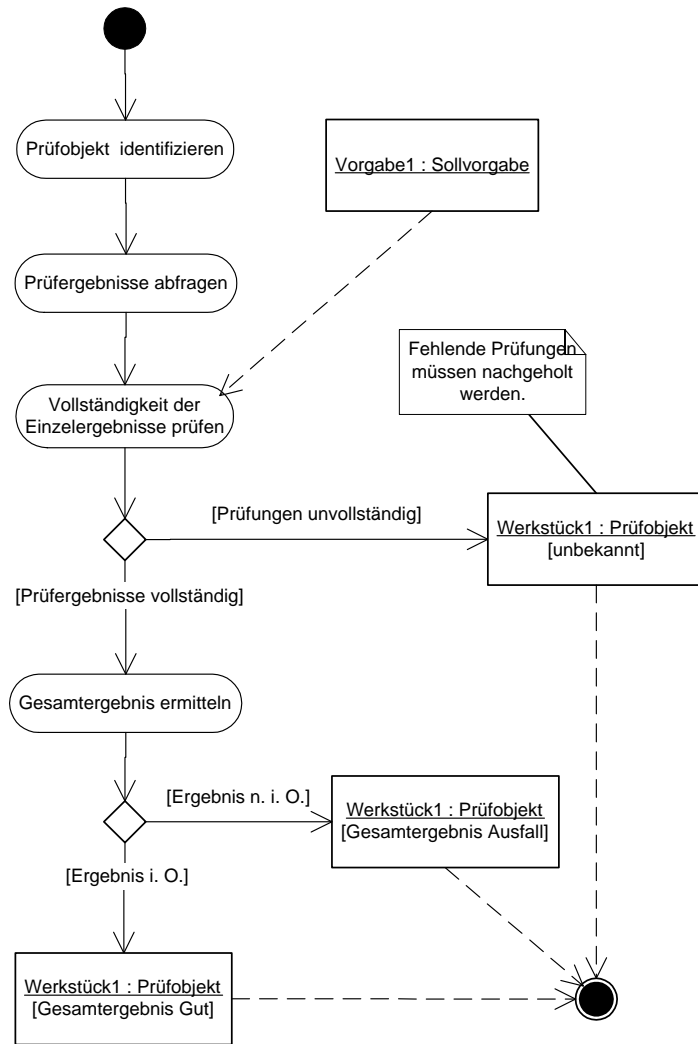 Prüfobjekt identifizieren
Vorgabe1 : Sollvorgabe
Prüfergebnisse abfragen
Fehlende Prüfungen
müssen nachgeholt
werden.
Vollständigkeit der
Einzelergebnisse prüfen
[Prüfungen unvollständig]
Werkstück1 : Prüfobjekt
[unbekannt]
[Prüfergebnisse vollständig]
Gesamtergebnis ermitteln
[Ergebnis n. i. O.]
Werkstück1 : Prüfobjekt
[Gesamtergebnis Ausfall]
[Ergebnis i. O.]
Werkstück1 : Prüfobjekt
[Gesamtergebnis Gut]